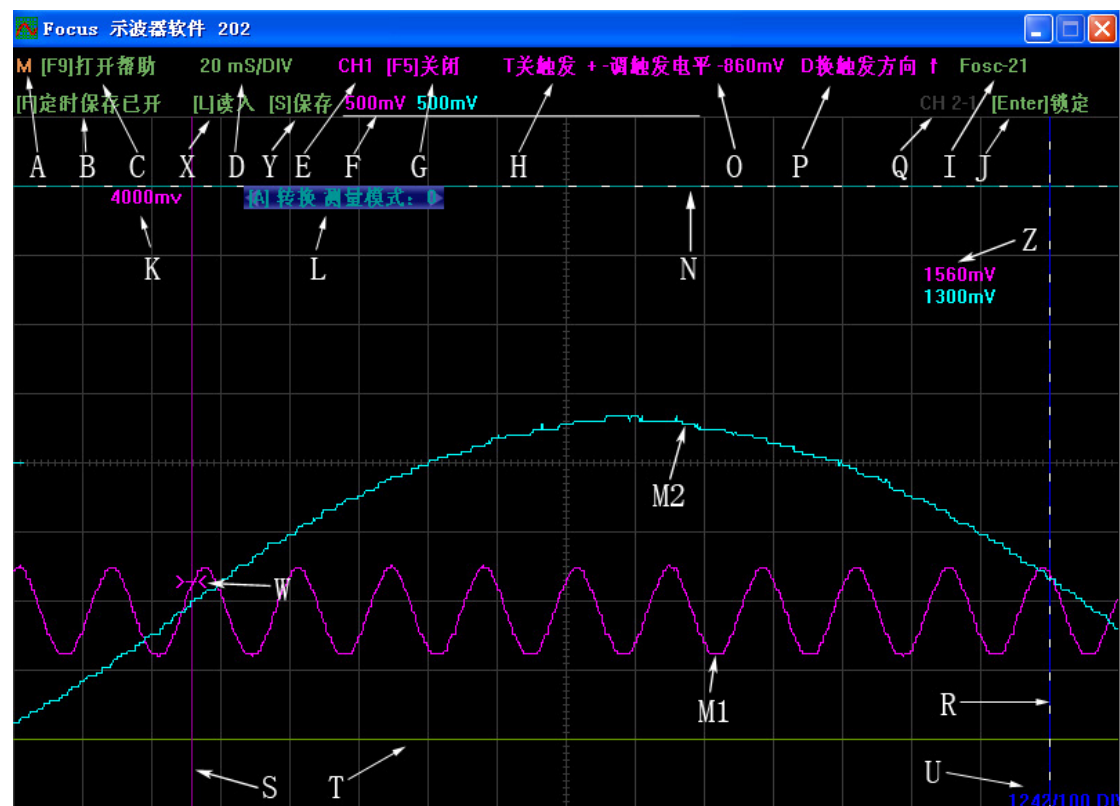 Focus 示波器软件 202
M [F9]打开帮助 20 mS/DIV CH1 [F5]关闭 T关触发 +-调触发电平 -860mV D换触发方向 ↑ Fosc-21
[F]定时保存已开 [L]读入 [S]保存 500mV 500mV CH 2-1 [Enter]锁定
A B C X D Y E F G H O P Q I J
4000mv [A] 转换 测量模式: 0
K L N Z
1560mV
1300mV
M2
W
M1
R
S T U
1242/100 DI